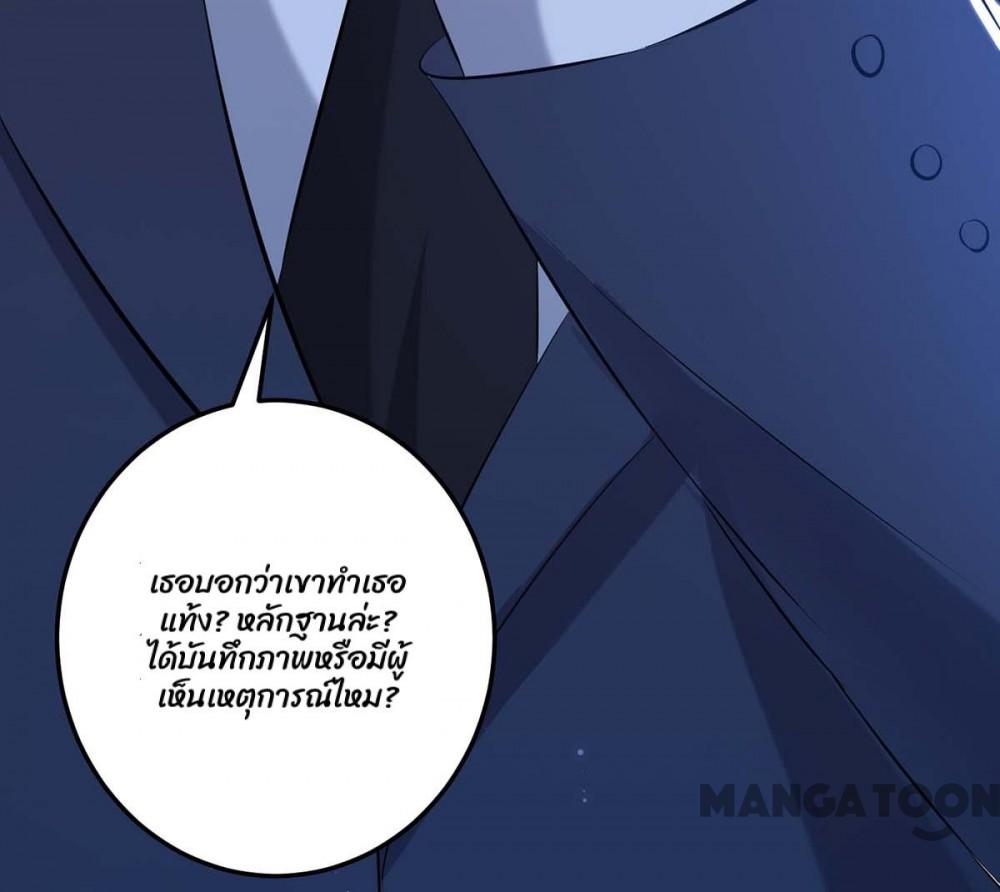 เธอบอกว่าเขาทำเธอ
แท้ง? หลักฐานล่ะ?
ได้บันทึกภาพหรือมีผู้
เห็นเหตุการณ์ไหม?
MANGATOON